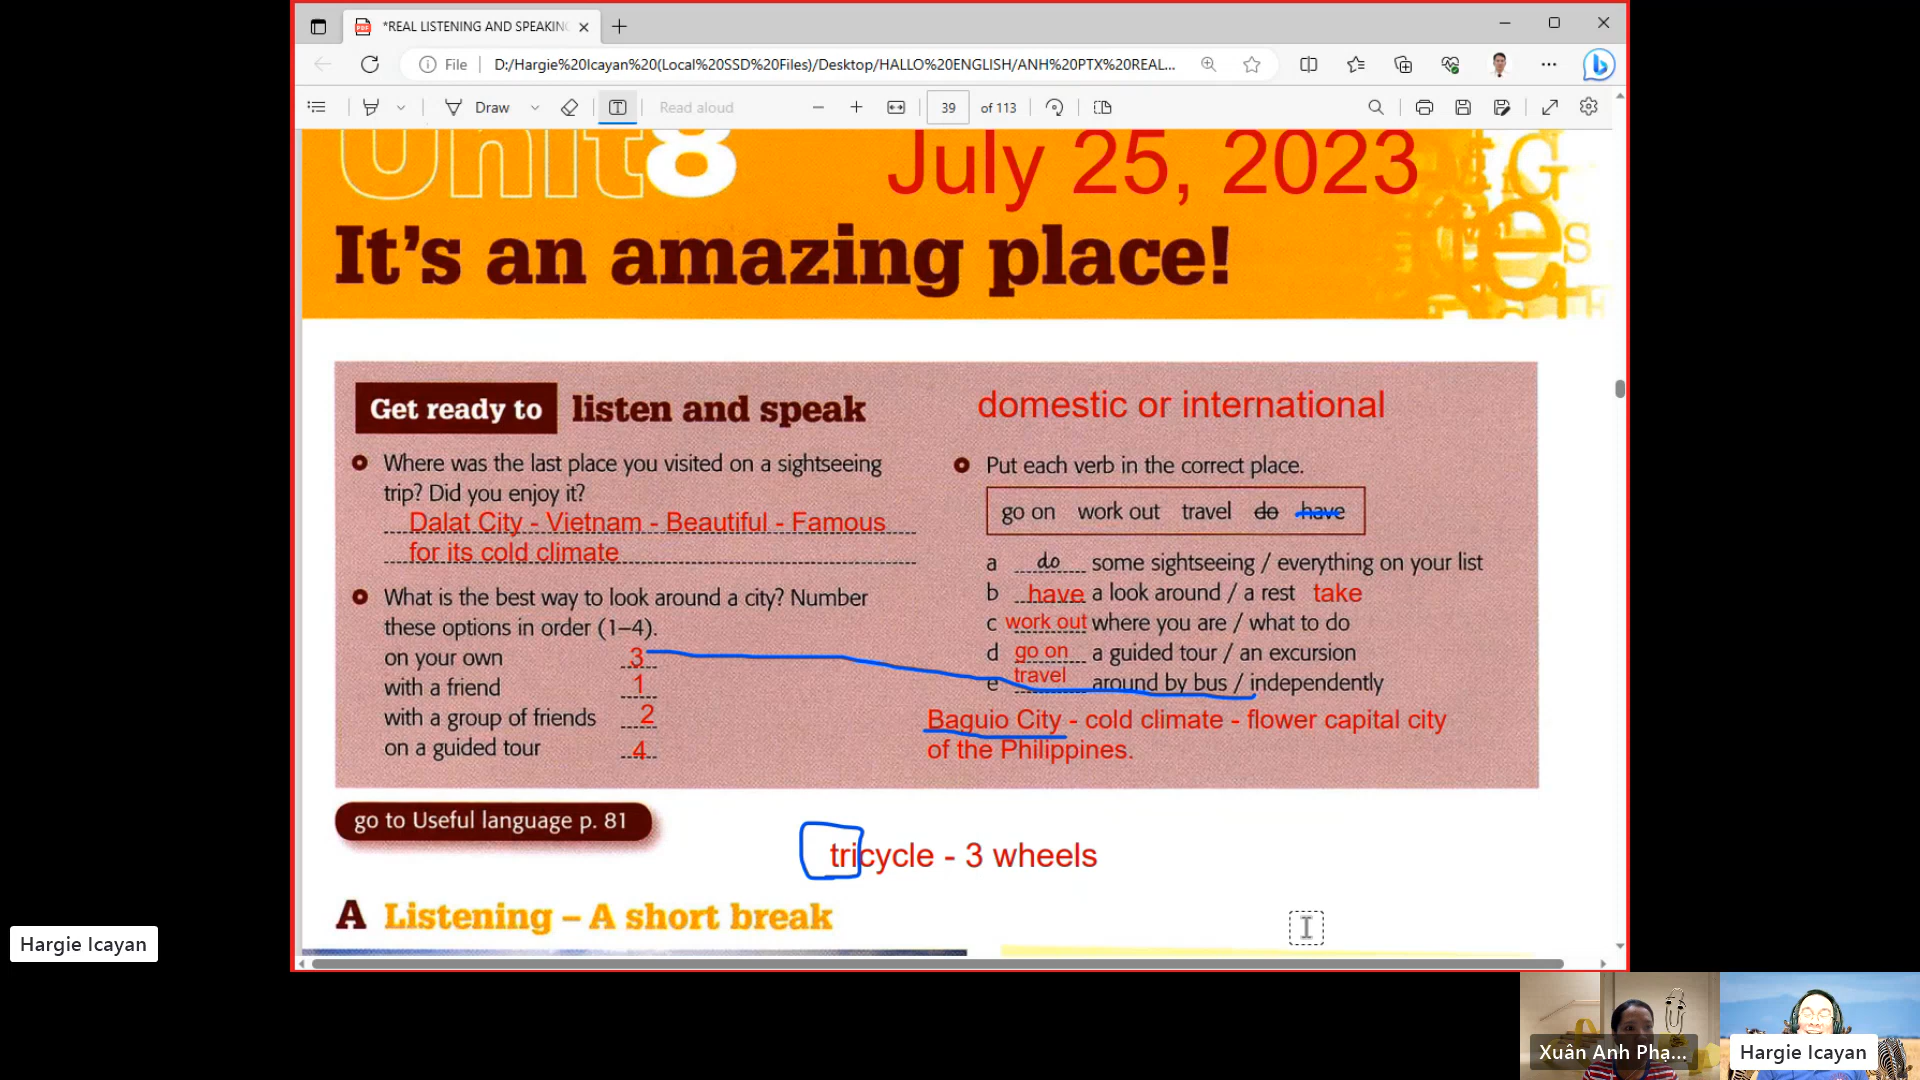 *REAL LISTENING AND SPEAKIN
File D:/Hargie%20Icayan%20(Local%20SSD%20Files)/Desktop/HALLO%20ENGLISH/ANH%20PTX%20REAL...
Draw Read aloud 39 of 113
Unit8 July 25, 2023
It's an amazing place!
Get ready to listen and speak
Where was the last place you visited on a sightseeing
trip? Did you enjoy it?
Dalat City - Vietnam - Beautiful - Famous
for its cold climate
What is the best way to look around a city? Number
these options in order (1–4).
on your own 3
with a friend 1
with a group of friends 2
on a guided tour 4
domestic or international
Put each verb in the correct place.
go on work out travel do have
a do some sightseeing / everything on your list
b have a look around / a rest take
c work out where you are / what to do
d go on a guided tour / an excursion
e travel around by bus / independently
Baguio City - cold climate - flower capital city
of the Philippines.
go to Useful language p. 81
tricycle - 3 wheels
A Listening – A short break
Hargie Icayan
Xuân Anh Phạ...
Hargie Icayan